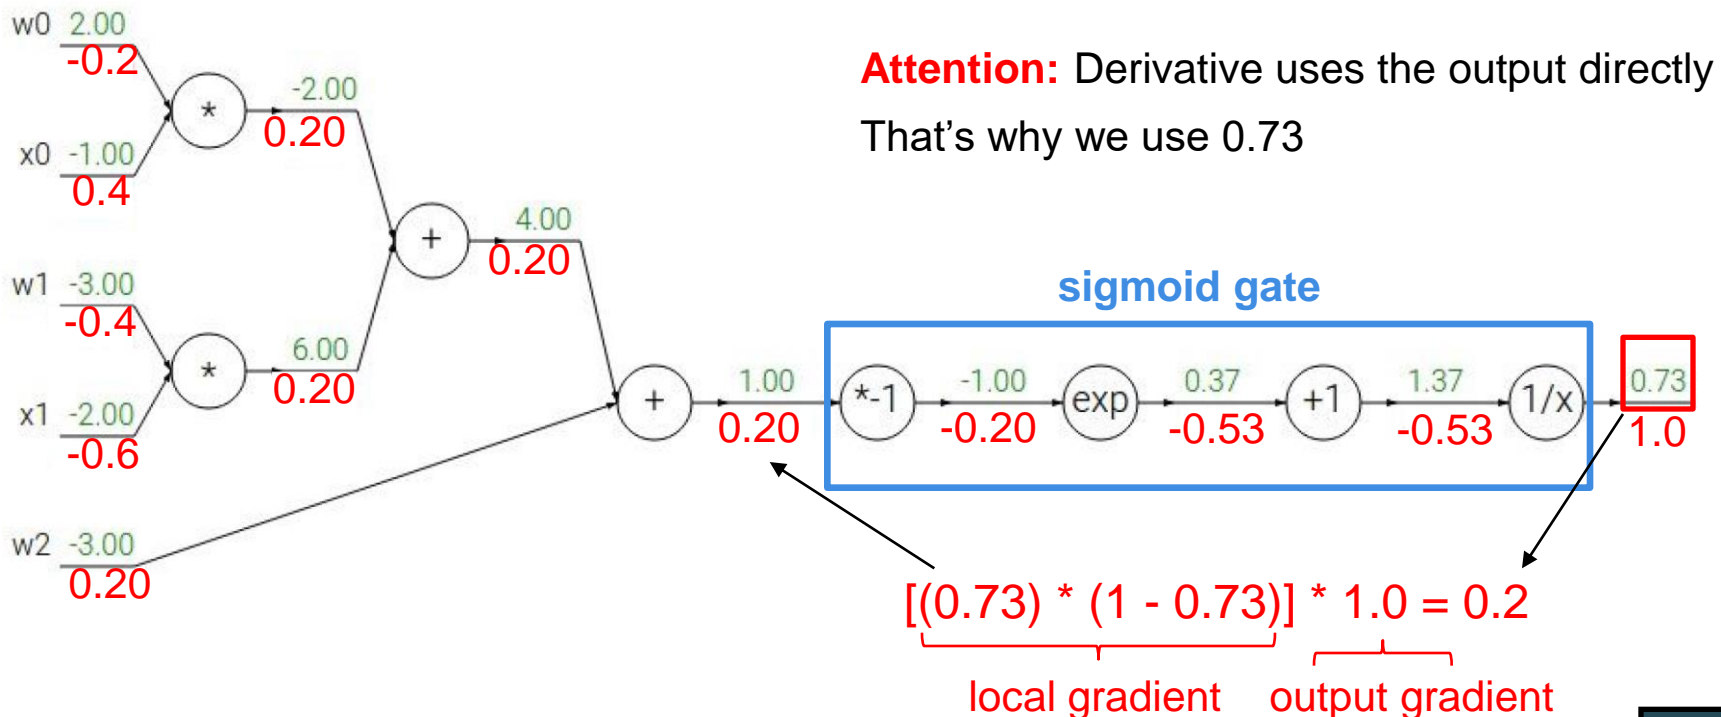 w0 2.00
-0.2
*
-2.00
0.20
x0 -1.00
0.4
Attention: Derivative uses the output directly
That's why we use 0.73
+
4.00
0.20
w1 -3.00
-0.4
*
6.00
0.20
x1 -2.00
-0.6
sigmoid gate
+
1.00
0.20
*-1
-1.00
-0.20
exp
0.37
-0.53
+1
1.37
-0.53
1/x
0.73
1.0
w2 -3.00
0.20
[(0.73) * (1 - 0.73)] * 1.0 = 0.2
local gradient
output gradient